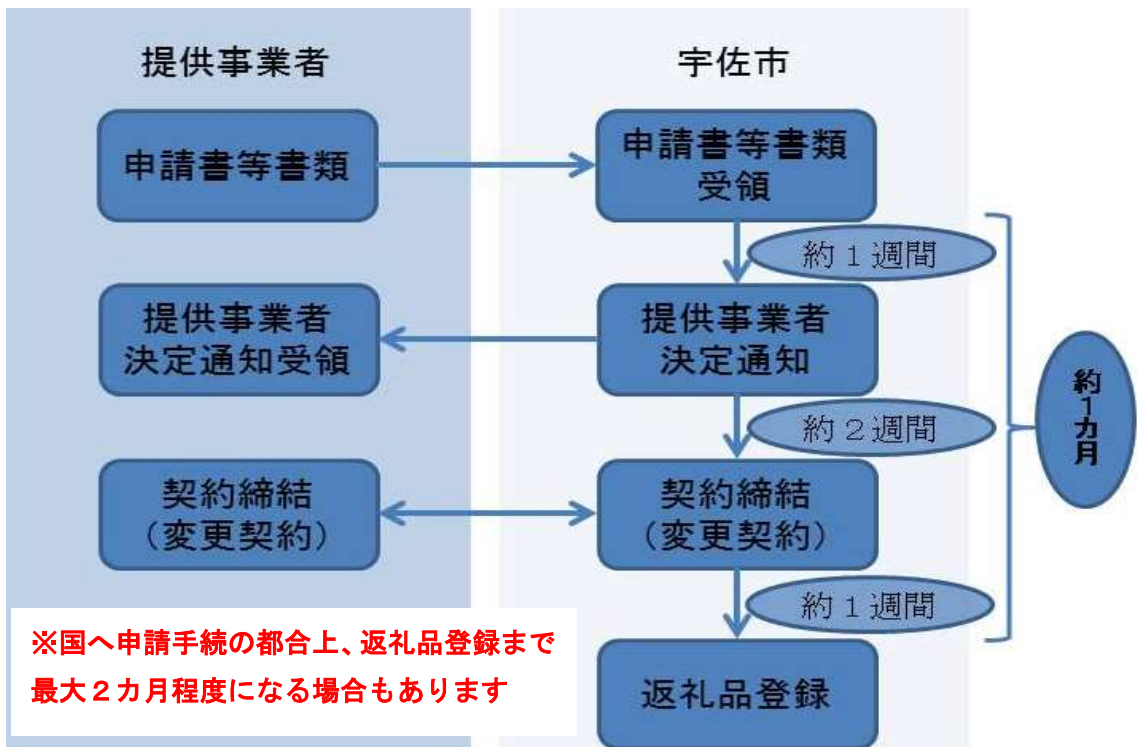 提供事業者
宇佐市
申請書等書類
申請書等書類
受領
約1週間
提供事業者
決定通知受領
提供事業者
決定通知
約2週間
約1カ月
契約締結
(変更契約)
契約締結
(変更契約)
約1週間
※国へ申請手続の都合上、返礼品登録まで
最大２カ月程度になる場合もあります
返礼品登録